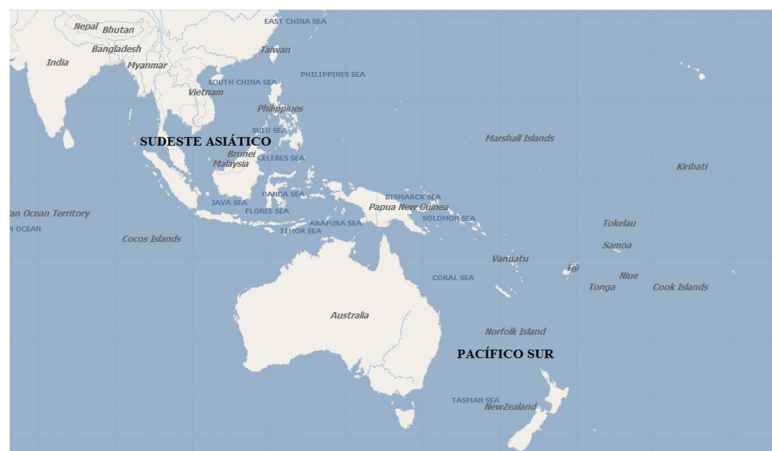 EAST CHINA SEA
Nepal
Bhutan
Taiwan
Bangladesh
India
Myanmar
PHILIPPINES SEA
SOUTH CHINA SEA
Vietnam
Philippines
SULU SEA
SUDESTE ASIÁTICO
Marshall Islands
Brunei
CELEBES SEA
Malaysia
Kiribati
BANDA SEA
BISMARCK SEA
JAVA SEA
Papua New Guinea
FLORES SEA
an Ocean Territory
SOLOMON SEA
ARAFURA SEA
Tokelau
N OCEAN
TIMOR SEA
Cocos Islands
Samoa
Vanuatu
Fiji
CORAL SEA
Niue
Tonga
Cook Islands
Australia
Norfolk Island
PACÍFICO SUR
TASMAN SEA
NewZealand